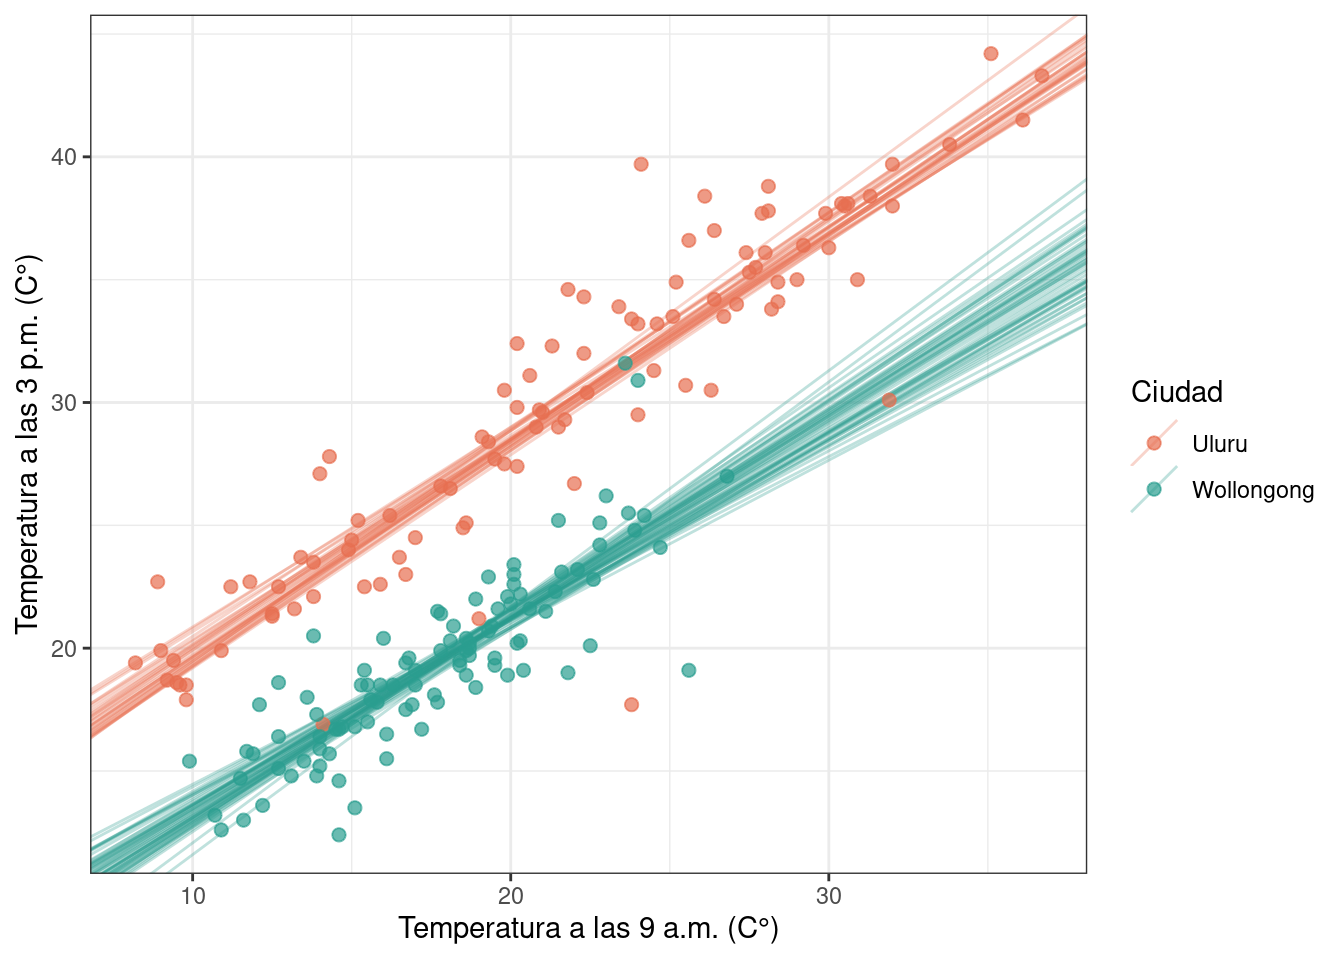 40
30
20
10
20
30
Temperatura a las 3 p.m. (C°)
Temperatura a las 9 a.m. (C°)
Ciudad
Uluru
Wollongong